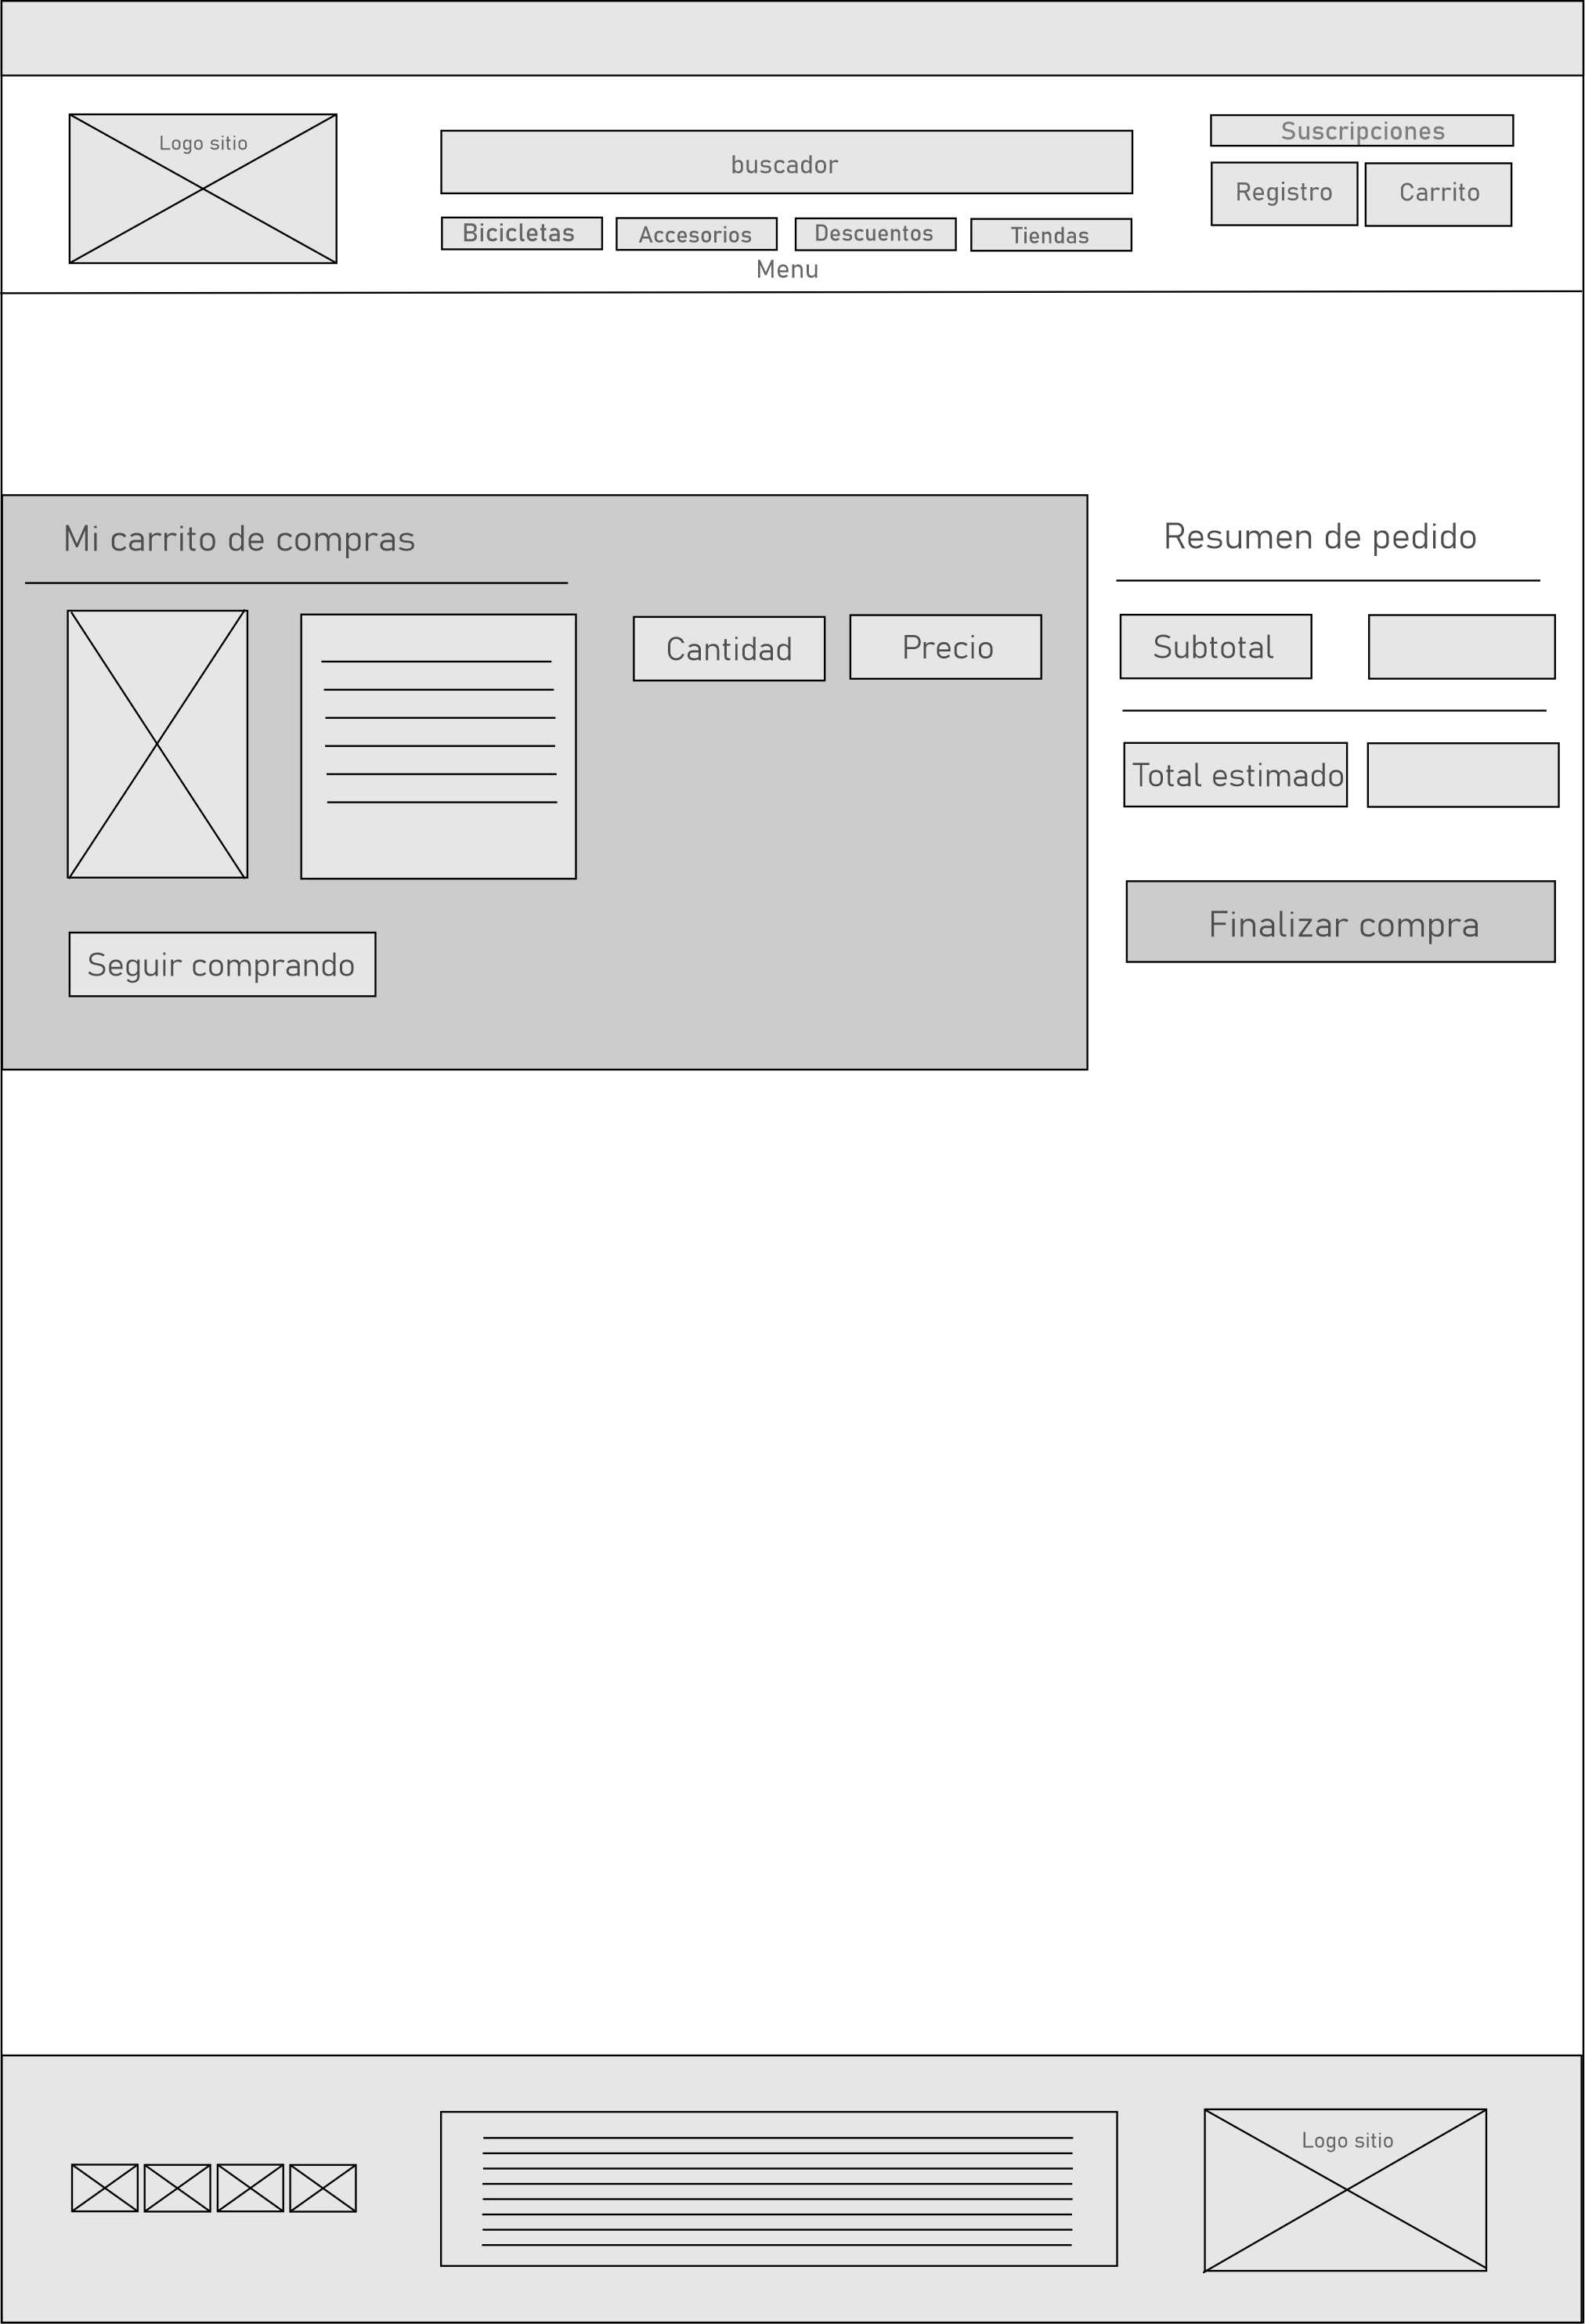 Logo sitio
buscador
Suscripciones
Registro
Carrito
Bicicletas
Accesorios
Descuentos
Tiendas
Menu
Mi carrito de compras
Cantidad
Precio
Seguir comprando
Resumen de pedido
Subtotal
Total estimado
Finalizar compra
Logo sitio